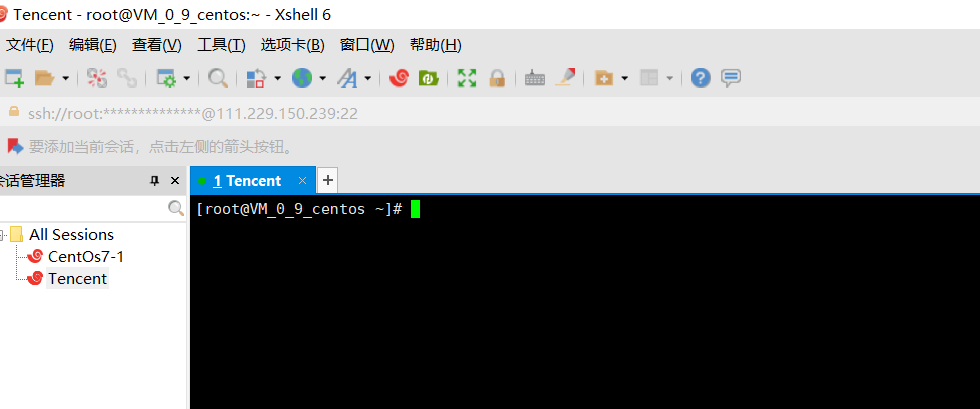 Tencent - root@VM_0_9_centos:~ - Xshell 6
文件(F) 编辑(E) 查看(V) 工具(T) 选项卡(B) 窗口(W) 帮助(H)
ssh://root:**************@111.229.150.239:22
要添加当前会话，点击左侧的箭头按钮。
会话管理器
1 Tencent
[root@VM_0_9_centos ~]#
All Sessions
CentOs7-1
Tencent